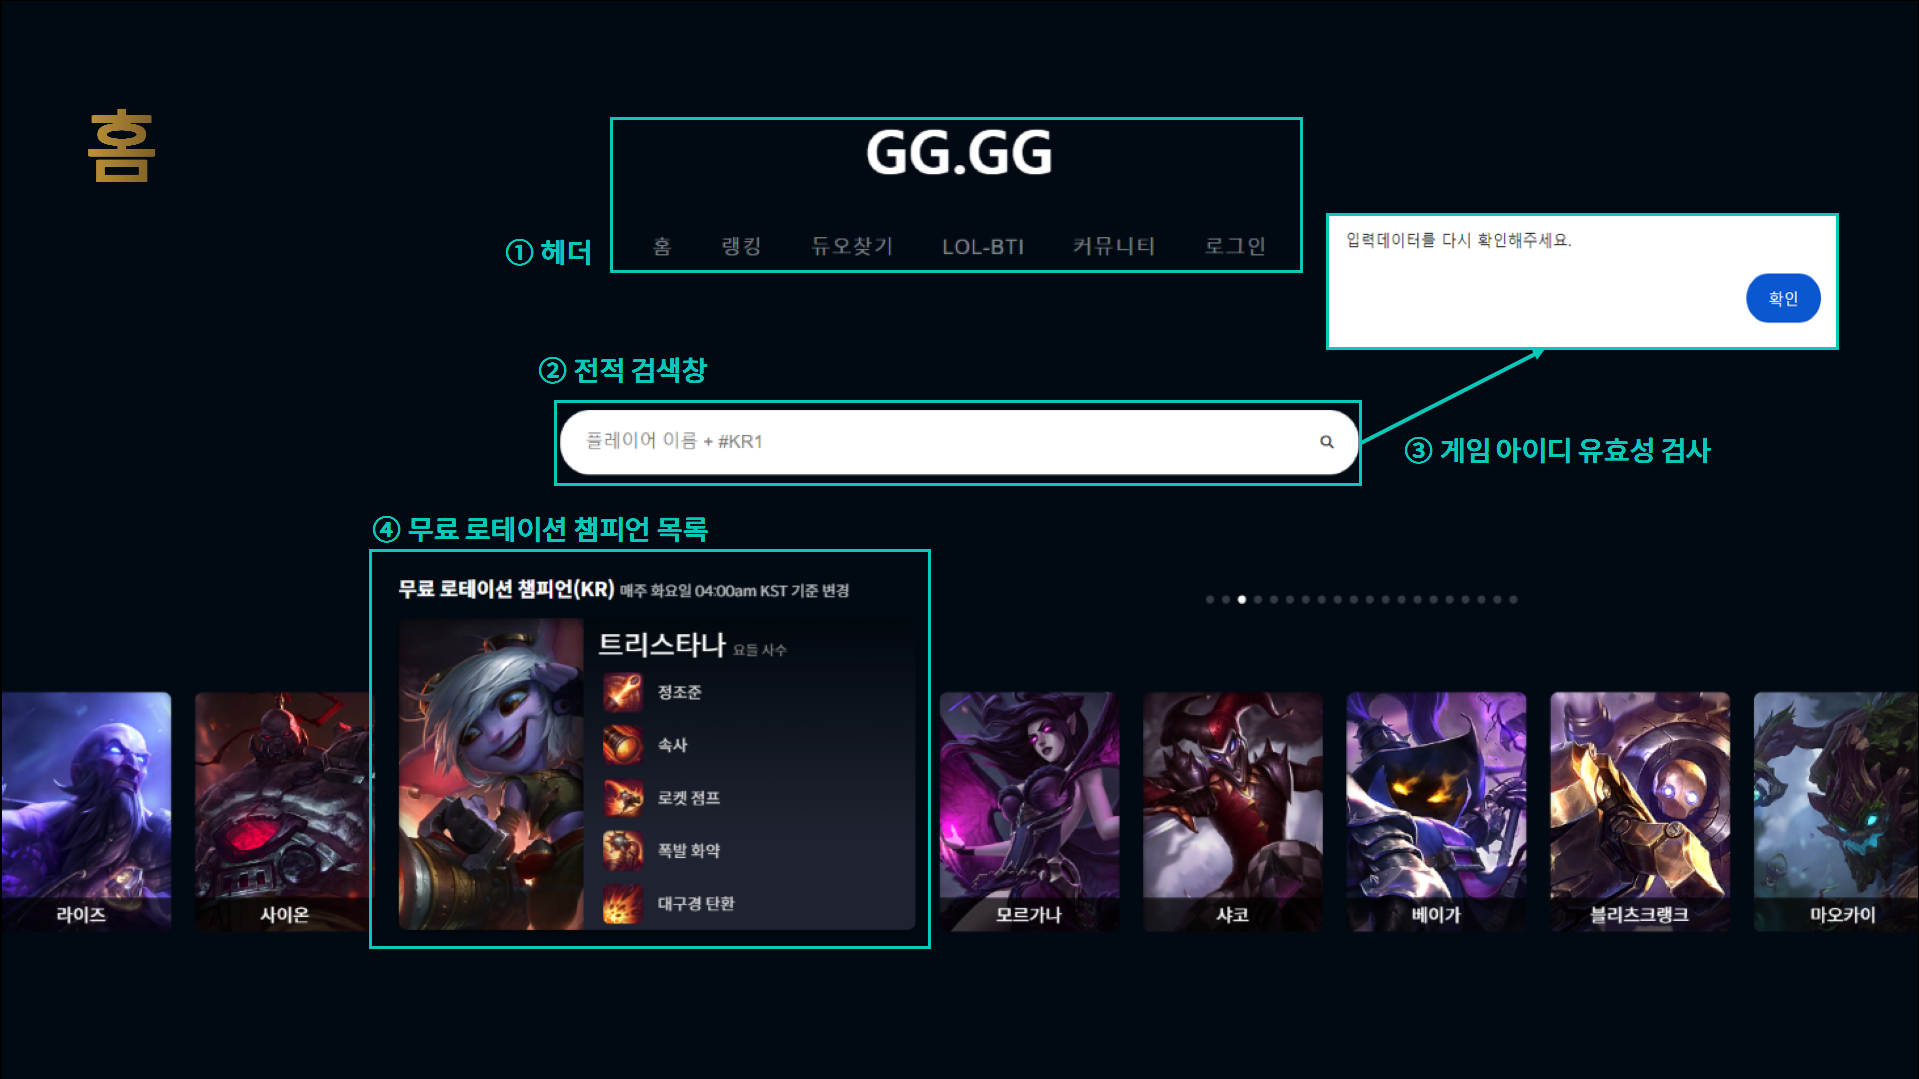 홈
GG.GG
① 헤더
홈 랭킹 듀오찾기 LOL-BTI 커뮤니티 로그인
입력데이터를 다시 확인해주세요.
확인
② 전적 검색창
플레이어 이름 + #KR1
③ 게임 아이디 유효성 검사
④ 무료 로테이션 챔피언 목록
무료 로테이션 챔피언(KR) 매주 화요일 04:00am KST 기준 변경
트리스타나 요들 사수
정조준
속사
로켓 점프
폭발 화약
대구경 탄환
라이즈
사이온
모르가나
샤코
베이가
블리츠크랭크
마오카이